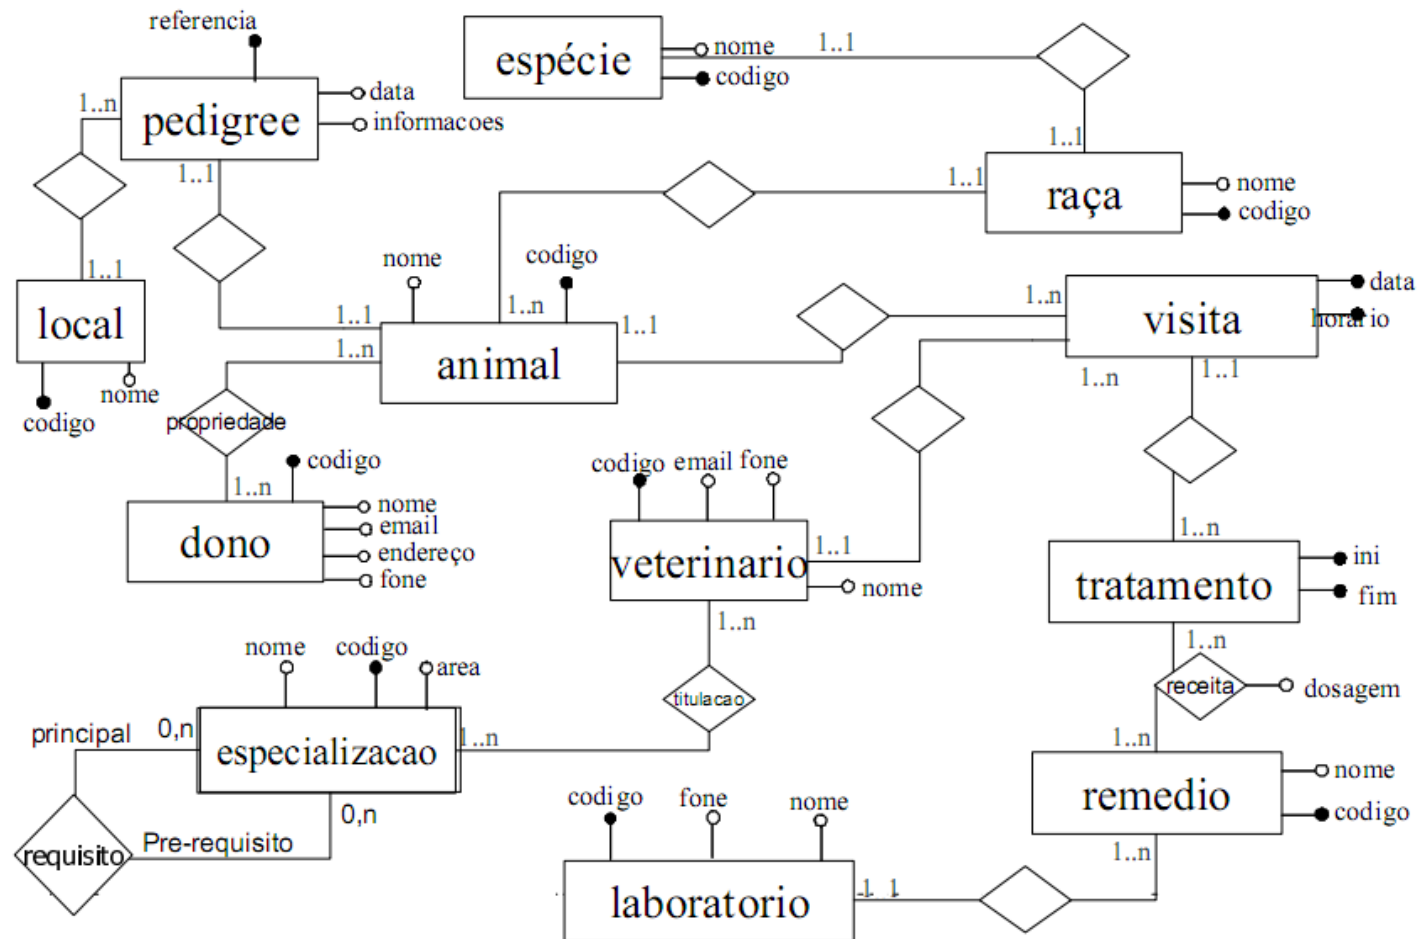 referencia
espécie
nome
codigo
1..1
pedigree
data
informacoes
1..n
1..1
1..1
raça
nome
codigo
1..1
local
1..1
codigo
nome
nome
codigo
1..n
1..1
1..n
animal
1..1
1..n
visita
data
horario
1..n
1..1
propriedade
1..n
codigo
dono
nome
email
endereço
fone
codigo
email
fone
veterinario
1..1
nome
1..n
1..n
tratamento
ini
fim
1..n
receita
dosagem
titulacao
nome
codigo
area
principal
0,n
especializacao
1..n
0,n
Pre-requisito
requisito
1..n
remedio
nome
codigo
1..n
codigo
fone
nome
laboratorio
1..1